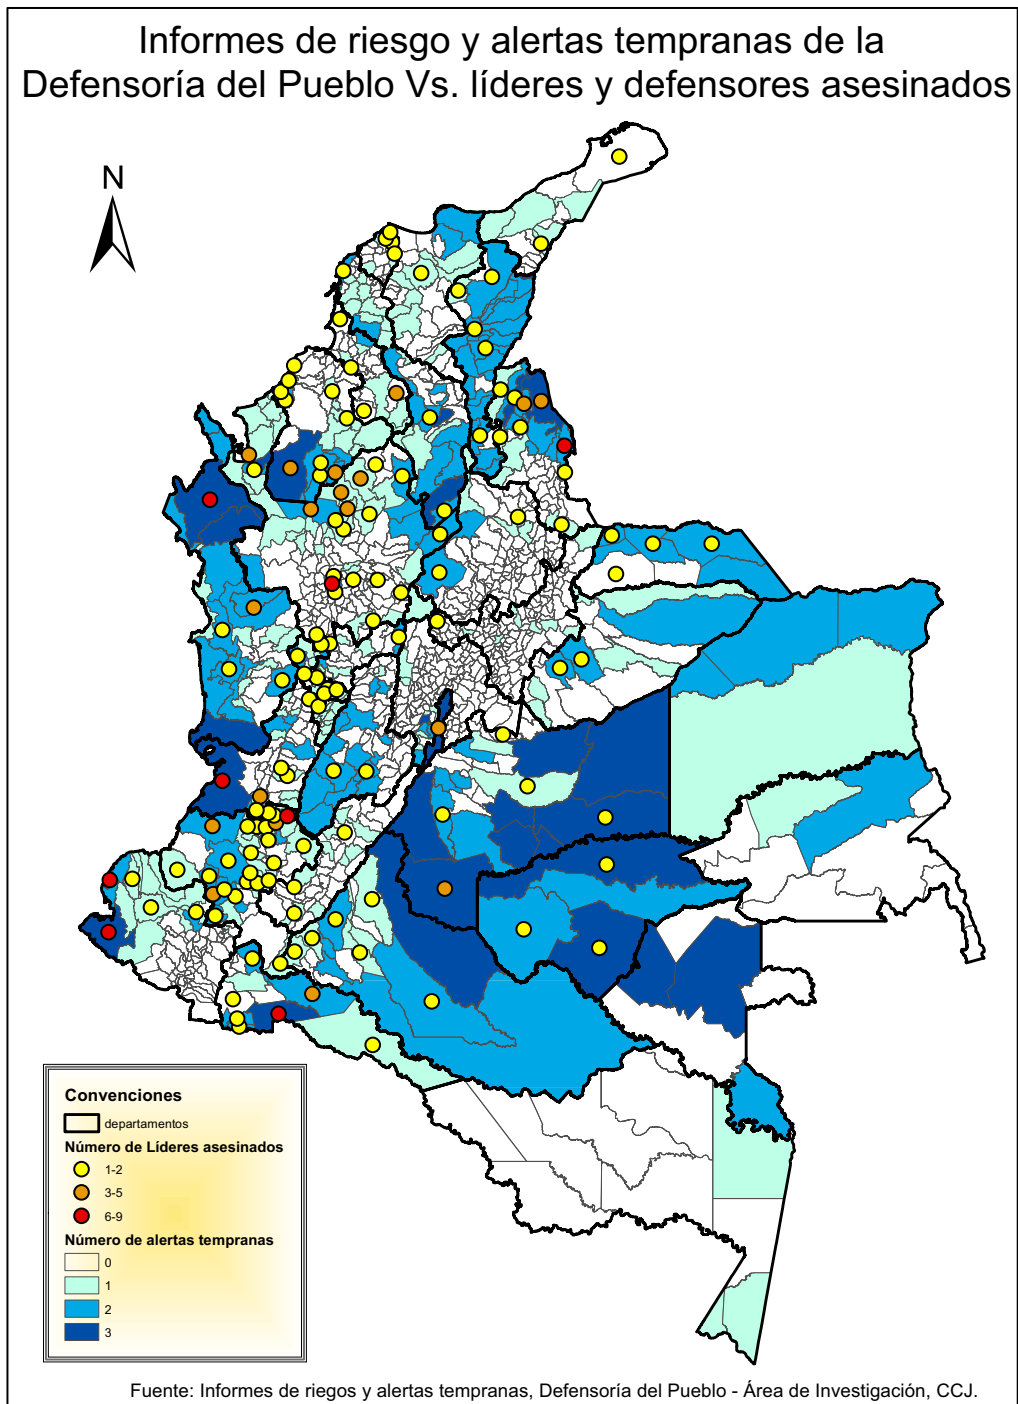 Informes de riesgo y alertas tempranas de la
Defensoría del Pueblo Vs. líderes y defensores asesinados
N
Convenciones
departamentos
Número de Líderes asesinados
1-2
3-5
6-9
Número de alertas tempranas
0
1
2
3
Fuente: Informes de riegos y alertas tempranas, Defensoría del Pueblo - Área de Investigación, CCJ.